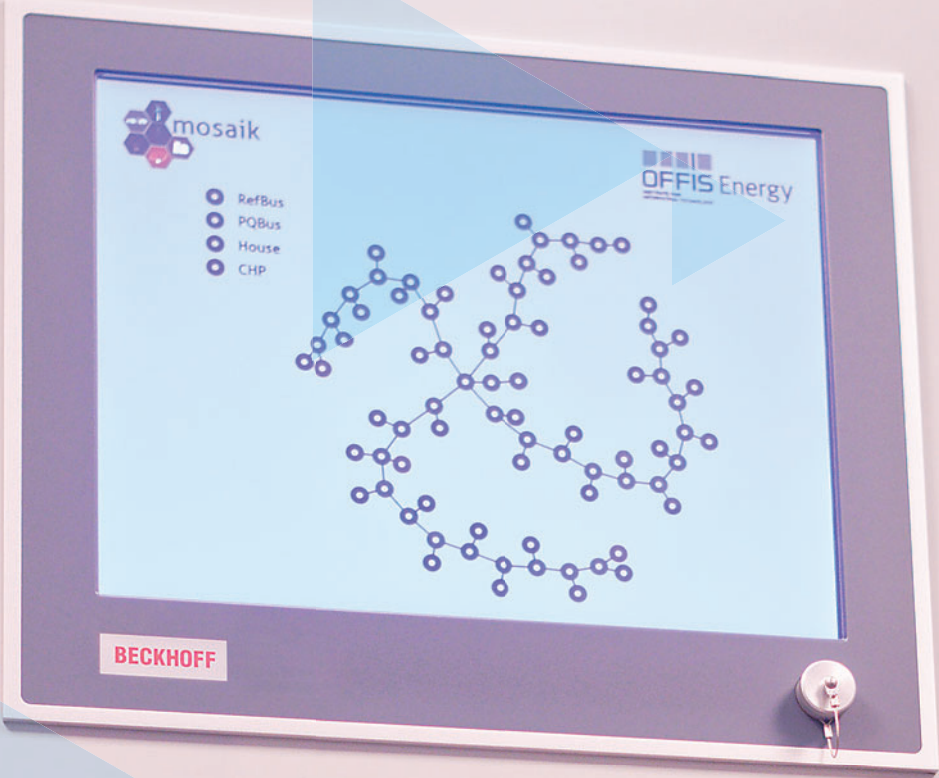 mosaik
OFFIS Energy
RefBus
PQBus
House
CHP
BECKHOFF